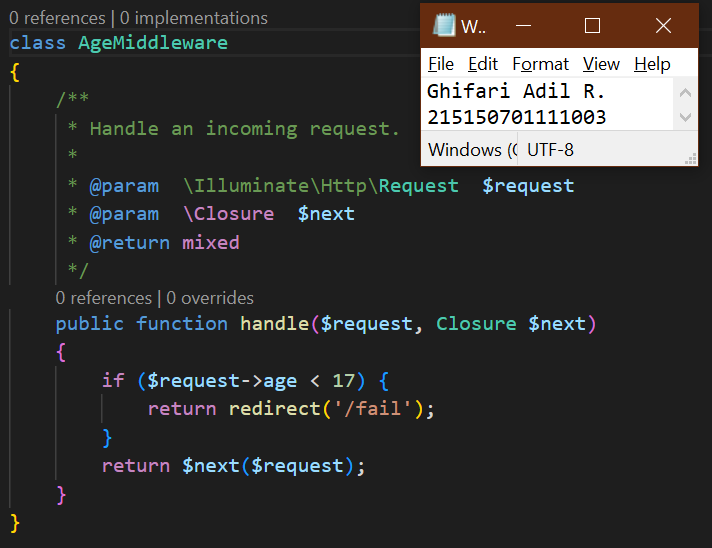 0 references | 0 implementations
class AgeMiddleware
{
/**
* Handle an incoming request.
*
* @param  \Illuminate\Http\Request  $request
* @param  \Closure  $next
* @return mixed
*/
0 references | 0 overrides
public function handle($request, Closure $next)
{
if ($request->age < 17) {
return redirect('/fail');
}
return $next($request);
}
}
W..
File Edit Format View Help
Ghifari Adil R.
215150701111003
Windows (C UTF-8